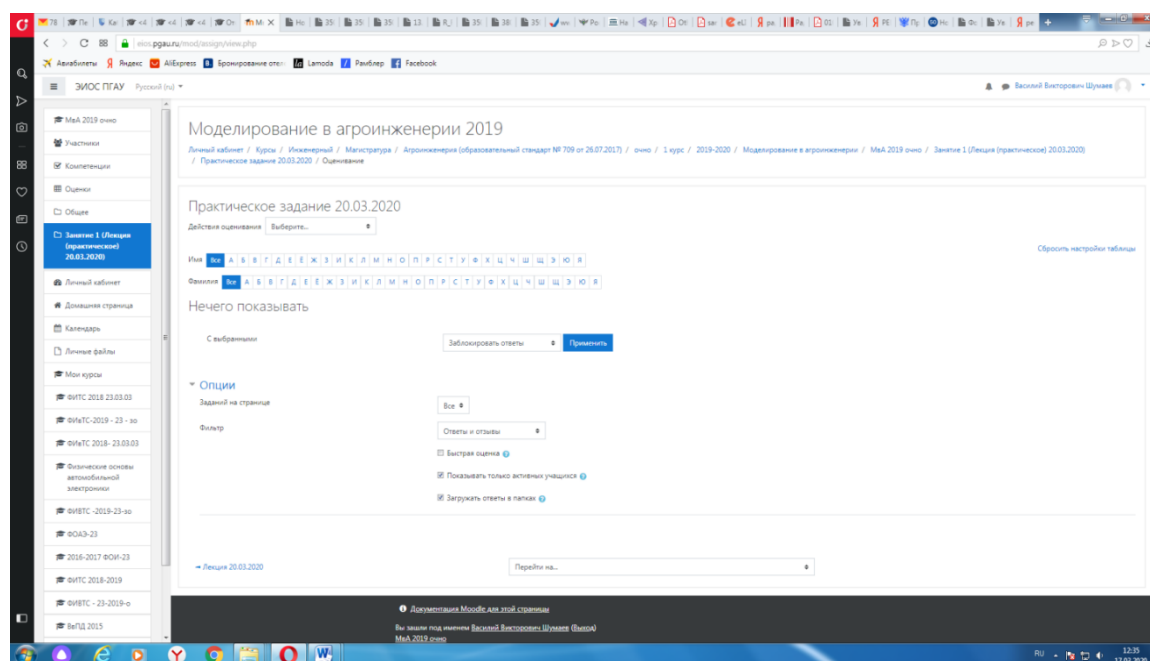 eios.pgau.ru/mod/assign/view.php
Авиабилеты Яндекс AliExpress Бронирование отел Lamoda Рамблер Facebook
ЭИОС ПГАУ Русский (ru)
Василий Викторович Шумаев
МвА 2019 очно
Участники
Компетенции
Оценки
Общее
Занятие 1 (Лекция (практическое) 20.03.2020)
Личный кабинет
Домашняя страница
Календарь
Личные файлы
Мои курсы
ФИТС 2018 23.03.03
ФИвТС-2019 - 23 - зо
ФИвТС 2018- 23.03.03
Физические основы автомобильной электроники
ФИВТС -2019-23-зо
ФОАЭ-23
2016-2017 ФОИ-23
ФИТС 2018-2019
ФИВТС - 23-2019-о
ВвПД 2015
Моделирование в агроинженерии 2019
Личный кабинет / Курсы / Инженерный / Магистратура / Агроинженерия (образовательный стандарт № 709 от 26.07.2017) / очно / 1 курс / 2019-2020 / Моделирование в агроинженерии / МвА 2019 очно / Занятие 1 (Лекция (практическое) 20.03.2020)
/ Практическое задание 20.03.2020 / Оценивание
Практическое задание 20.03.2020
Действия оценивания Выберите...
Сбросить настройки таблицы
Имя Все А Б В Г Д Е Ё Ж З И К Л М Н О П Р С Т У Ф Х Ц Ч Ш Щ Э Ю Я
Фамилия Все А Б В Г Д Е Ё Ж З И К Л М Н О П Р С Т У Ф Х Ц Ч Ш Щ Э Ю Я
Нечего показывать
С выбранными Заблокировать ответы Применить
Опции
Заданий на странице Все
Фильтр Ответы и отзывы
Быстрая оценка
Показывать только активных учащихся
Загружать ответы в папках
Лекция 20.03.2020 Перейти на...
Документация Moodle для этой страницы
Вы зашли под именем Василий Викторович Шумаев (Выход)
МвА 2019 очно
RU 12:35